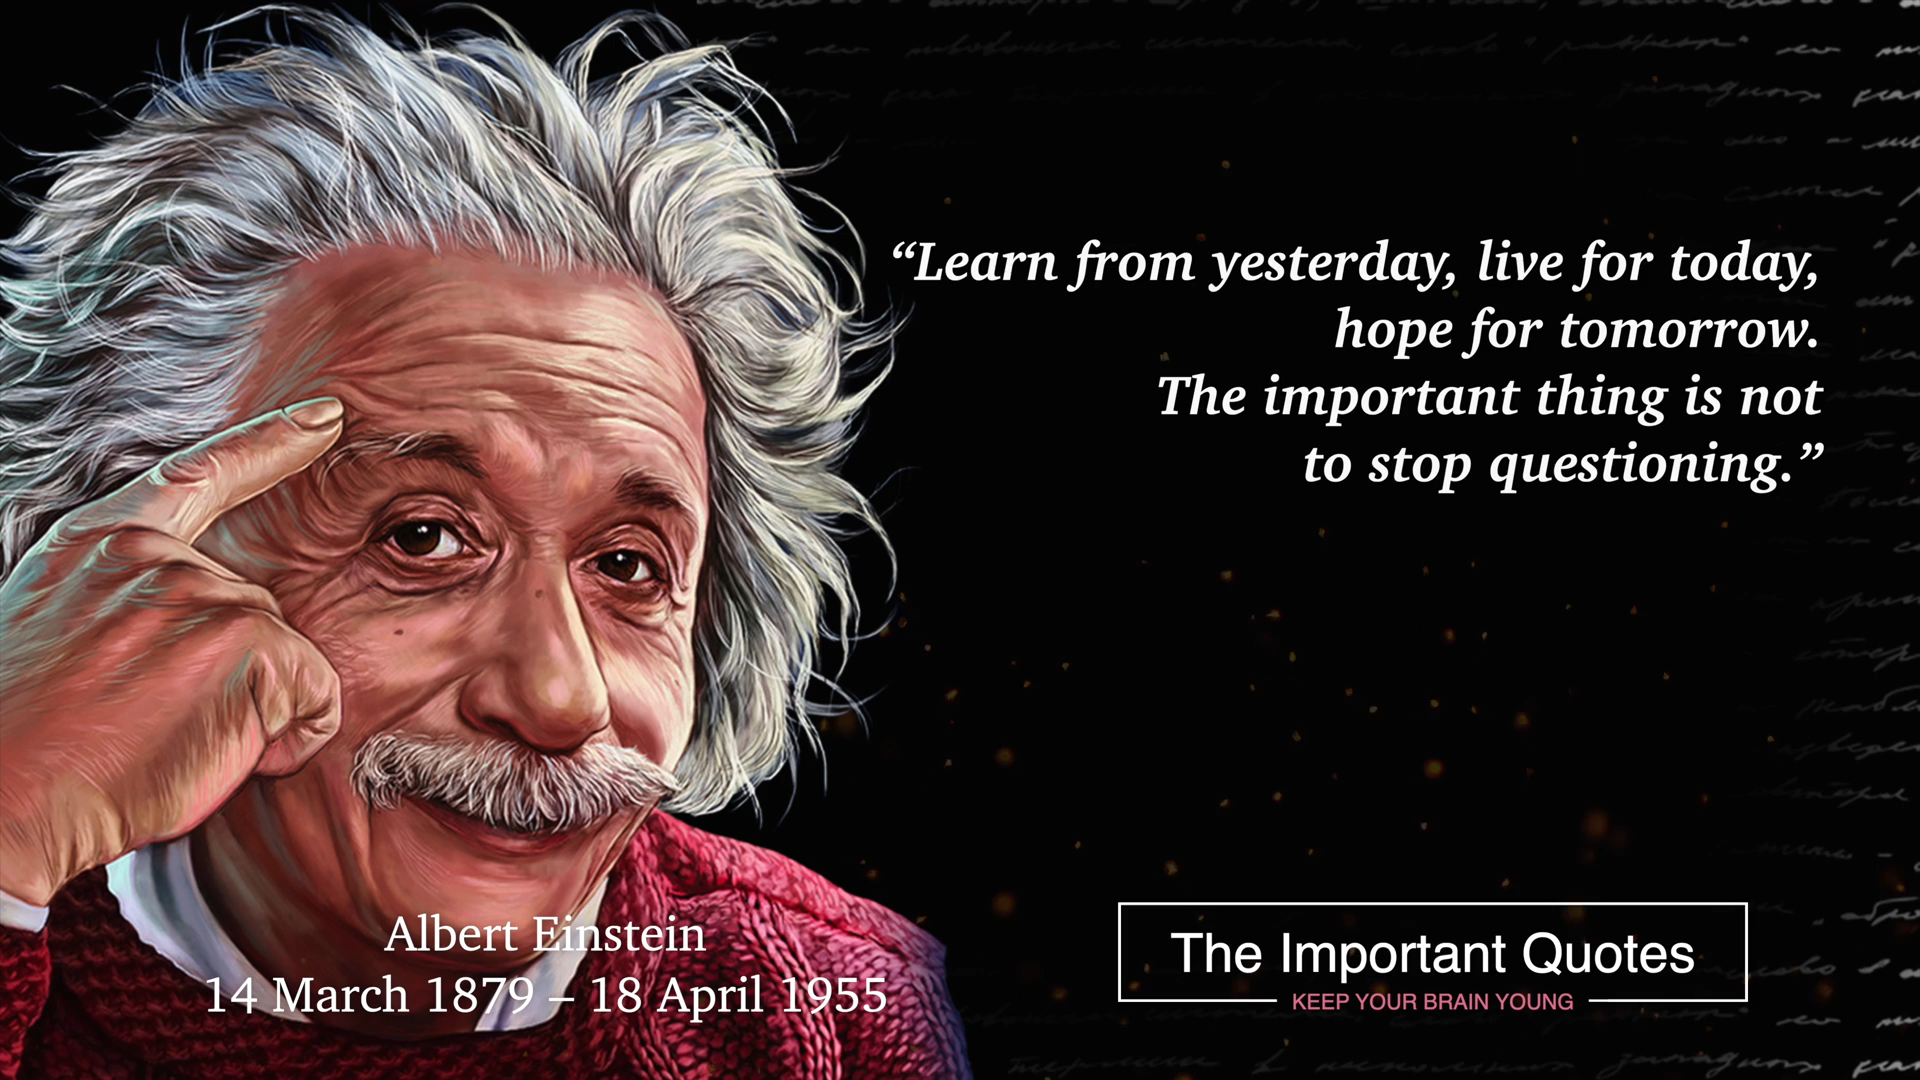 “Learn from yesterday, live for today,
hope for tomorrow.
The important thing is not
to stop questioning.”
Albert Einstein
14 March 1879 – 18 April 1955
The Important Quotes
KEEP YOUR BRAIN YOUNG